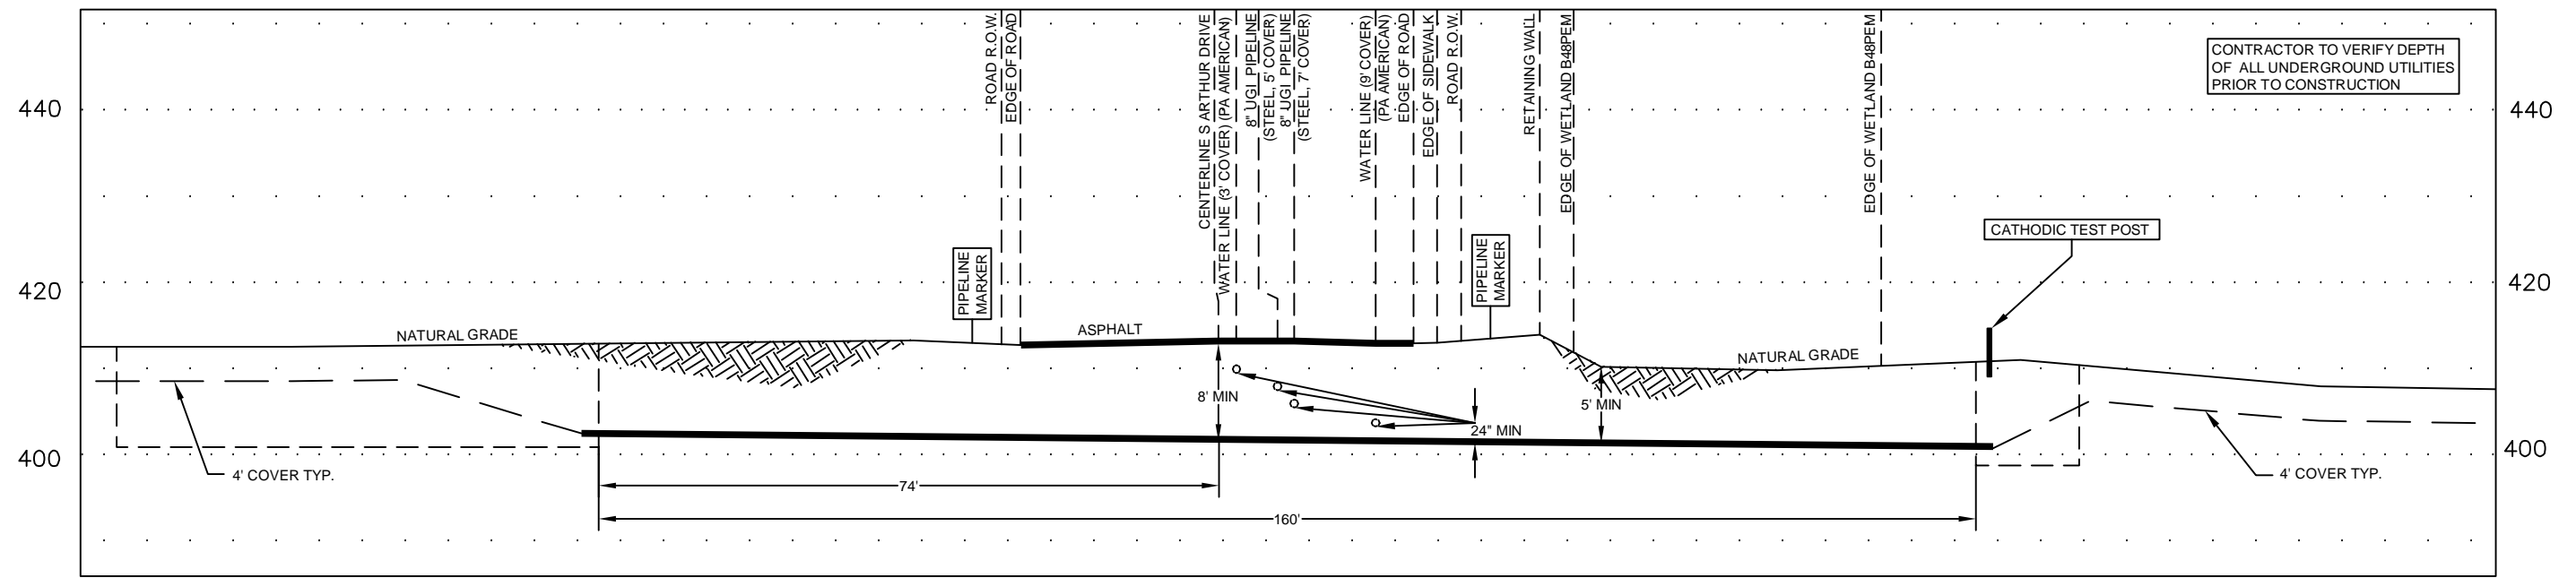 ROAD R.O.W.
EDGE OF ROAD
CENTERLINE S ARTHUR DRIVE
WATER LINE (3' COVER) (PA AMERICAN)
8" UGI PIPELINE
(STEEL, 5' COVER)
8" UGI PIPELINE
(STEEL, 7' COVER)
WATER LINE (9' COVER)
(PA AMERICAN)
EDGE OF ROAD
EDGE OF SIDEWALK
ROAD R.O.W.
RETAINING WALL
EDGE OF WETLAND B48PEM
EDGE OF WETLAND B48PEM
CONTRACTOR TO VERIFY DEPTH
OF ALL UNDERGROUND UTILITIES
PRIOR TO CONSTRUCTION
440
440
CATHODIC TEST POST
PIPELINE
MARKER
PIPELINE
MARKER
420
420
NATURAL GRADE
ASPHALT
NATURAL GRADE
8' MIN
5' MIN
24" MIN
400
400
4' COVER TYP.
4' COVER TYP.
74'
160'